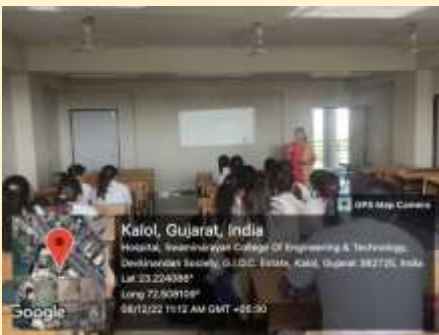 GPS Map Camera
Kalol, Gujarat, India
Hospital, Swaminarayan College Of Engineering & Technology,
Devkinandan Society, G.I.D.C. Estate, Kalol, Gujarat 382725, India
Lat 23.224086°
Long 72.508109°
08/12/22 11:12 AM GMT +05:30
Google